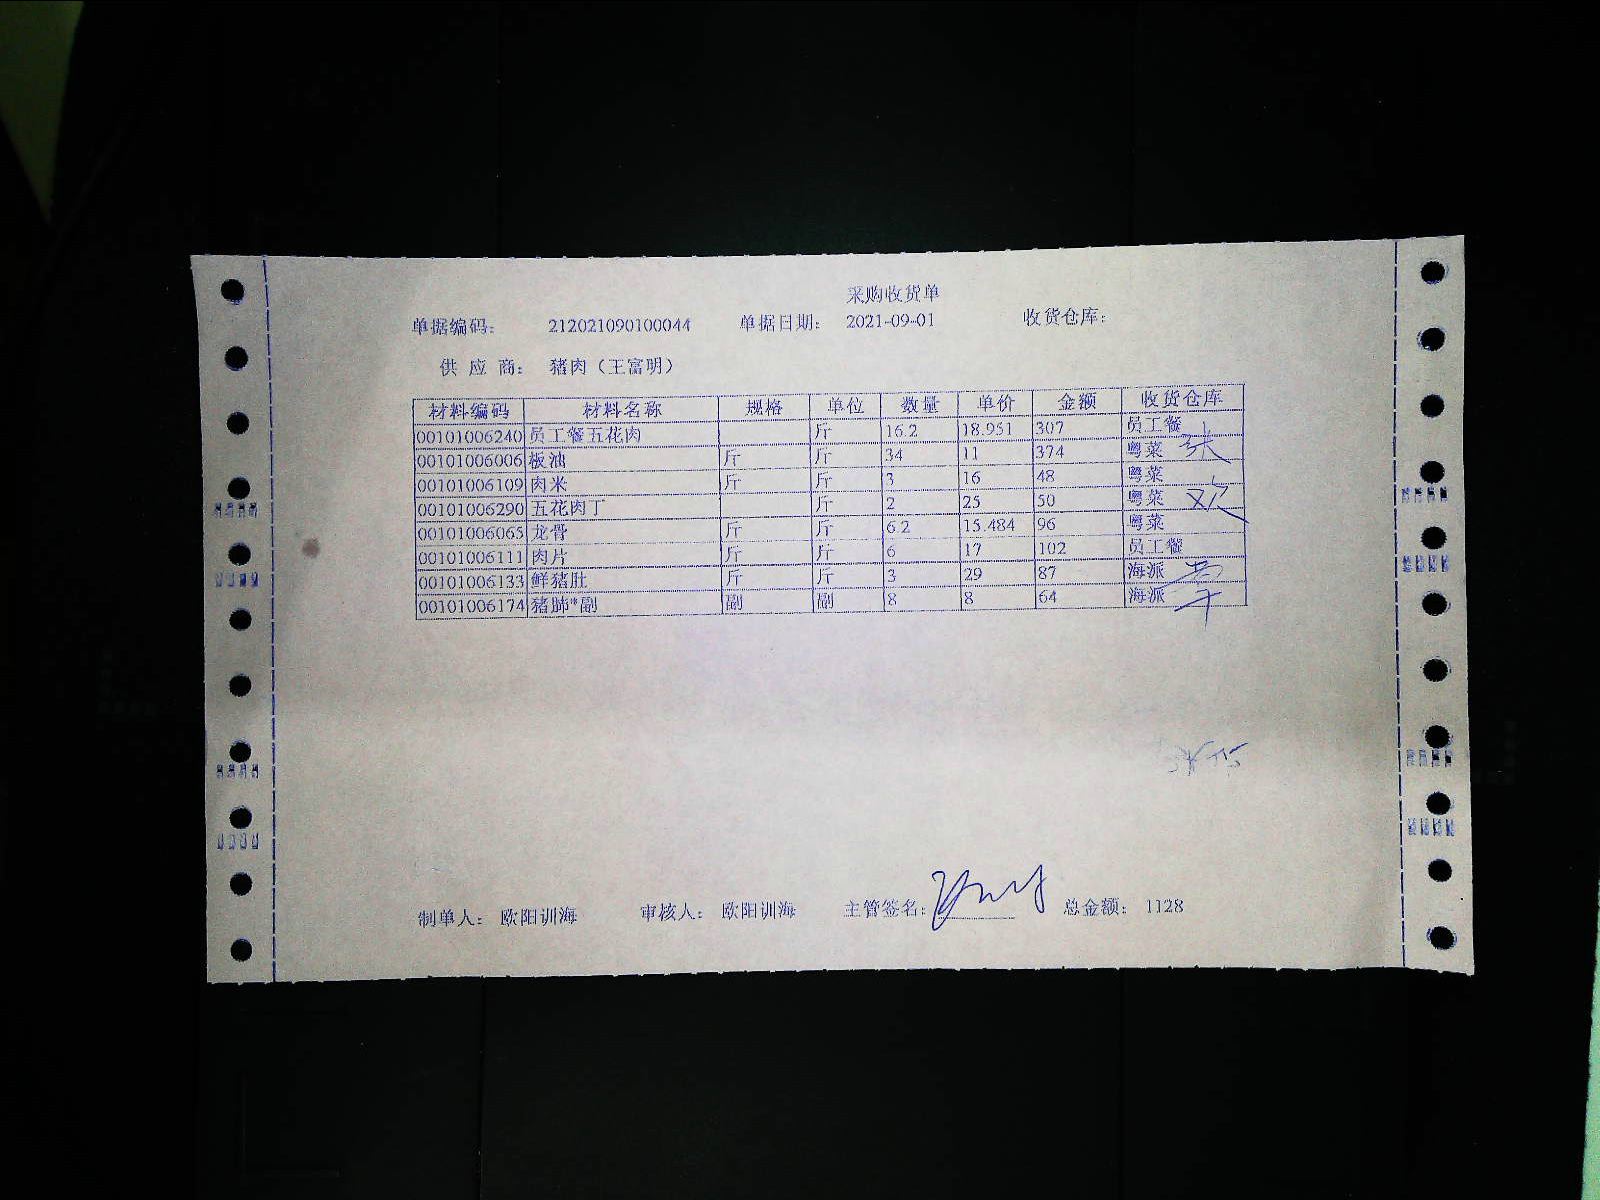 采购收货单
单据编码: 212021090100044 单据日期: 2021-09-01 收货仓库:
供 应 商: 猪肉（王富明）
材料编码 材料名称 规格 单位 数量 单价 金额 收货仓库
00101006240 员工餐五花肉 斤 16.2 18.951 307 员工餐
00101006006 板油 斤 斤 34 11 374 粤菜
00101006109 肉米 斤 斤 3 16 48 粤菜
00101006290 五花肉丁 斤 2 25 50 粤菜
00101006065 龙骨 斤 斤 6.2 15.484 96 粤菜
00101006111 肉片 斤 斤 6 17 102 员工餐
00101006133 鲜猪肚 斤 斤 3 29 87 海派
00101006174 猪肺*副 副 副 8 8 64 海派
制单人: 欧阳训海 审核人: 欧阳训海 主管签名: 总金额: 1128